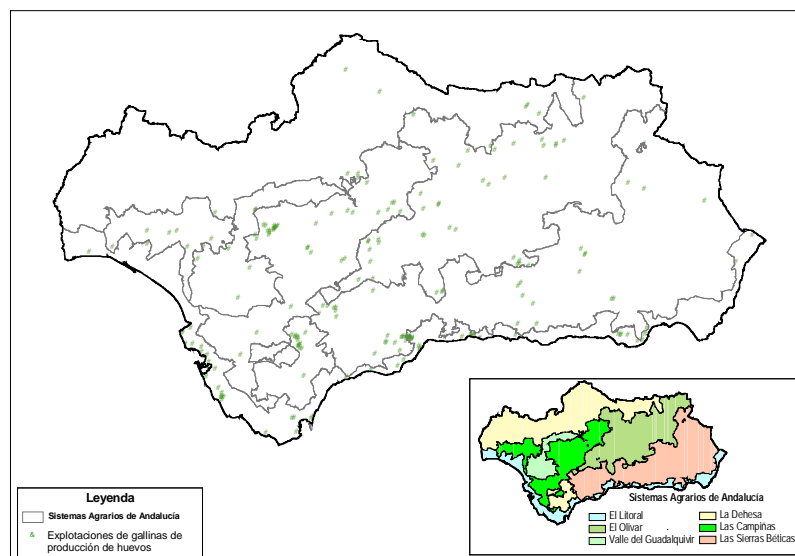 Leyenda
Sistemas Agrarios de Andalucía
& Explotaciones de gallinas de
producción de huevos
Sistemas Agrarios de Andalucía
El Litoral
La Dehesa
El Olivar
Las Campiñas
Valle del Guadalquivir
Las Sierras Béticas